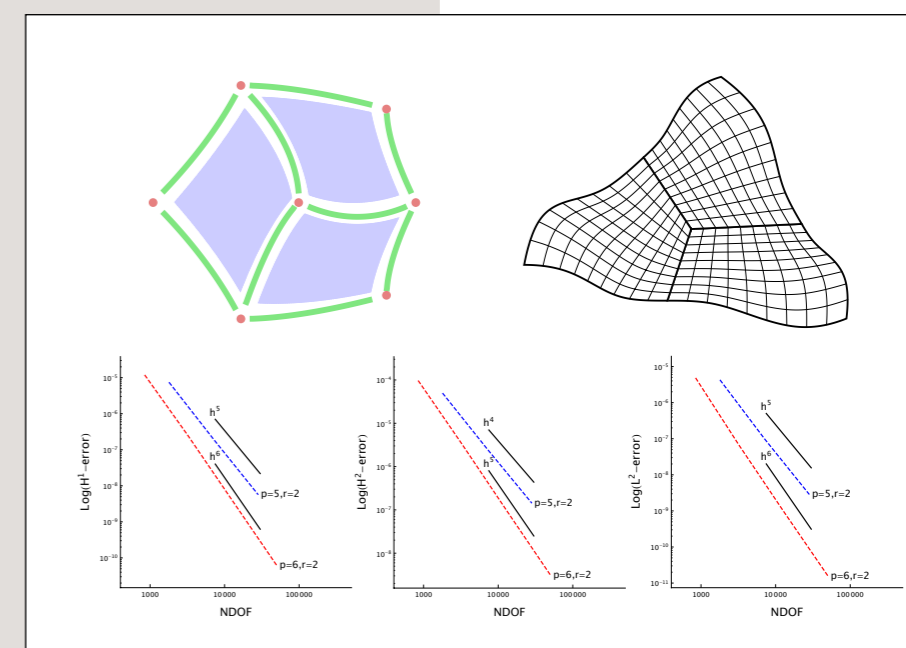 Log(H¹−error)
10⁻⁵
10⁻⁶
10⁻⁷
10⁻⁸
10⁻⁹
10⁻¹⁰
h⁵
h⁶
p=5,r=2
p=6,r=2
1000
10000
100000
NDOF
Log(H²−error)
10⁻⁴
10⁻⁵
10⁻⁶
10⁻⁷
10⁻⁸
h⁴
h⁵
p=5,r=2
p=6,r=2
1000
10000
100000
NDOF
Log(L²−error)
10⁻⁵
10⁻⁶
10⁻⁷
10⁻⁸
10⁻⁹
10⁻¹⁰
10⁻¹¹
h⁵
h⁶
p=5,r=2
p=6,r=2
1000
10000
100000
NDOF